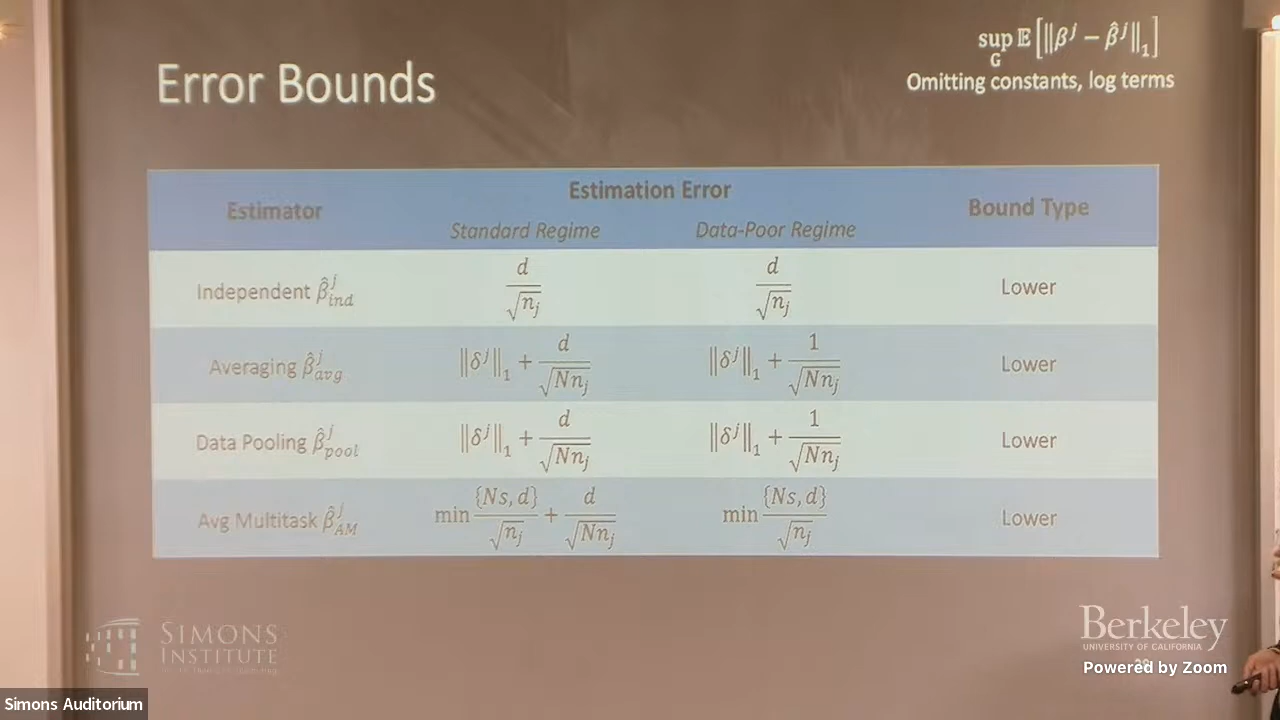 Error Bounds
sup_G 𝔼[‖β^j − β̂^j‖_1]
Omitting constants, log terms
Estimator
Estimation Error
Standard Regime
Data-Poor Regime
Bound Type
Independent β̂^j_ind
d/√n_j
d/√n_j
Lower
Averaging β̂^j_avg
‖δ^j‖_1 + d/√(Nn_j)
‖δ^j‖_1 + 1/√(Nn_j)
Lower
Data Pooling β̂^j_pool
‖δ^j‖_1 + d/√(Nn_j)
‖δ^j‖_1 + 1/√(Nn_j)
Lower
Avg Multitask β̂^j_AM
min {Ns, d}/√n_j + d/√(Nn_j)
min {Ns, d}/√n_j
Lower
SIMONS
INSTITUTE
Berkeley
UNIVERSITY OF CALIFORNIA
Powered by Zoom
Simons Auditorium